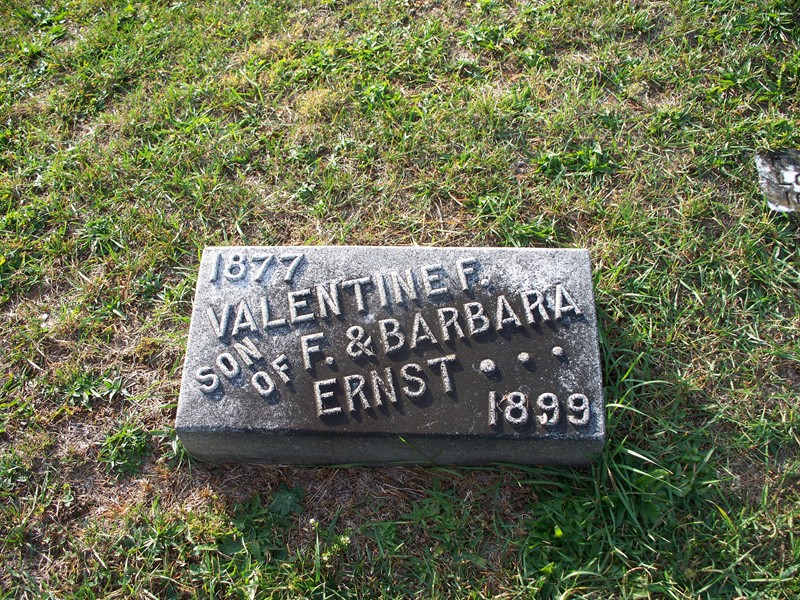 1877
VALENTINE F.
SON OF F. & BARBARA
ERNST . . .
1899